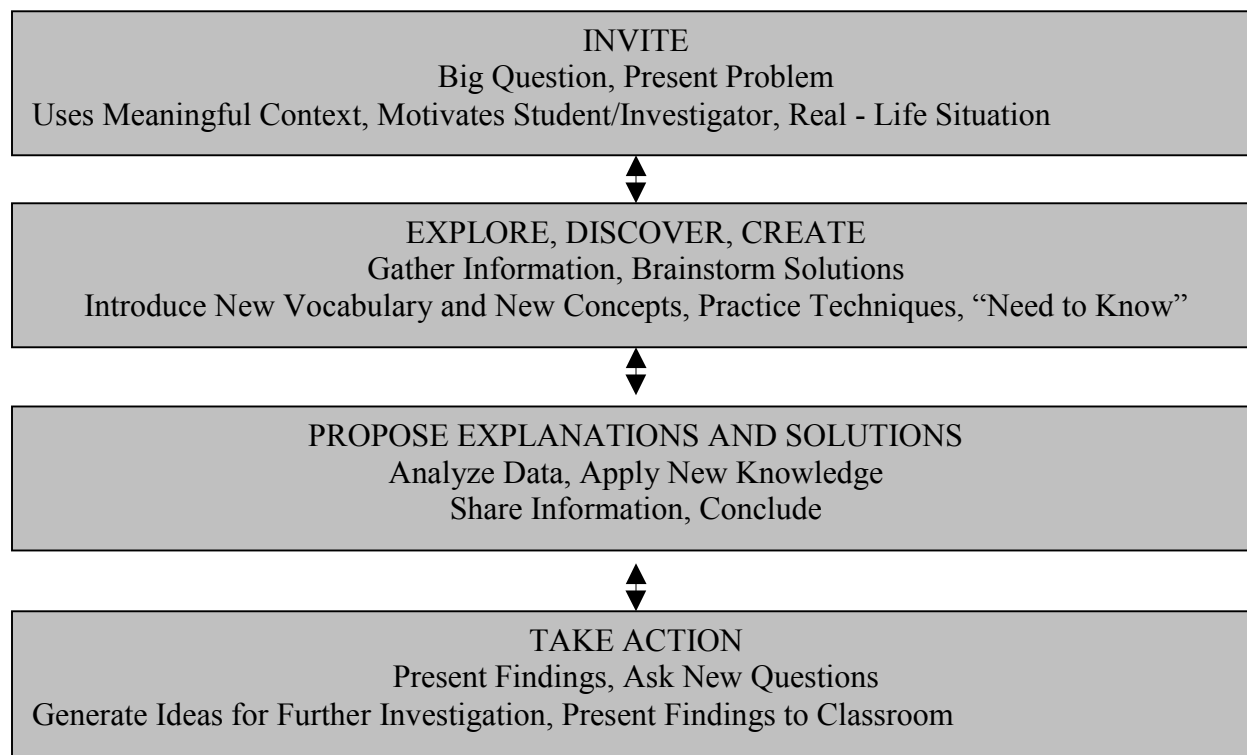 INVITE
Big Question, Present Problem
Uses Meaningful Context, Motivates Student/Investigator, Real - Life Situation
EXPLORE, DISCOVER, CREATE
Gather Information, Brainstorm Solutions
Introduce New Vocabulary and New Concepts, Practice Techniques, “Need to Know”
PROPOSE EXPLANATIONS AND SOLUTIONS
Analyze Data, Apply New Knowledge
Share Information, Conclude
TAKE ACTION
Present Findings, Ask New Questions
Generate Ideas for Further Investigation, Present Findings to Classroom